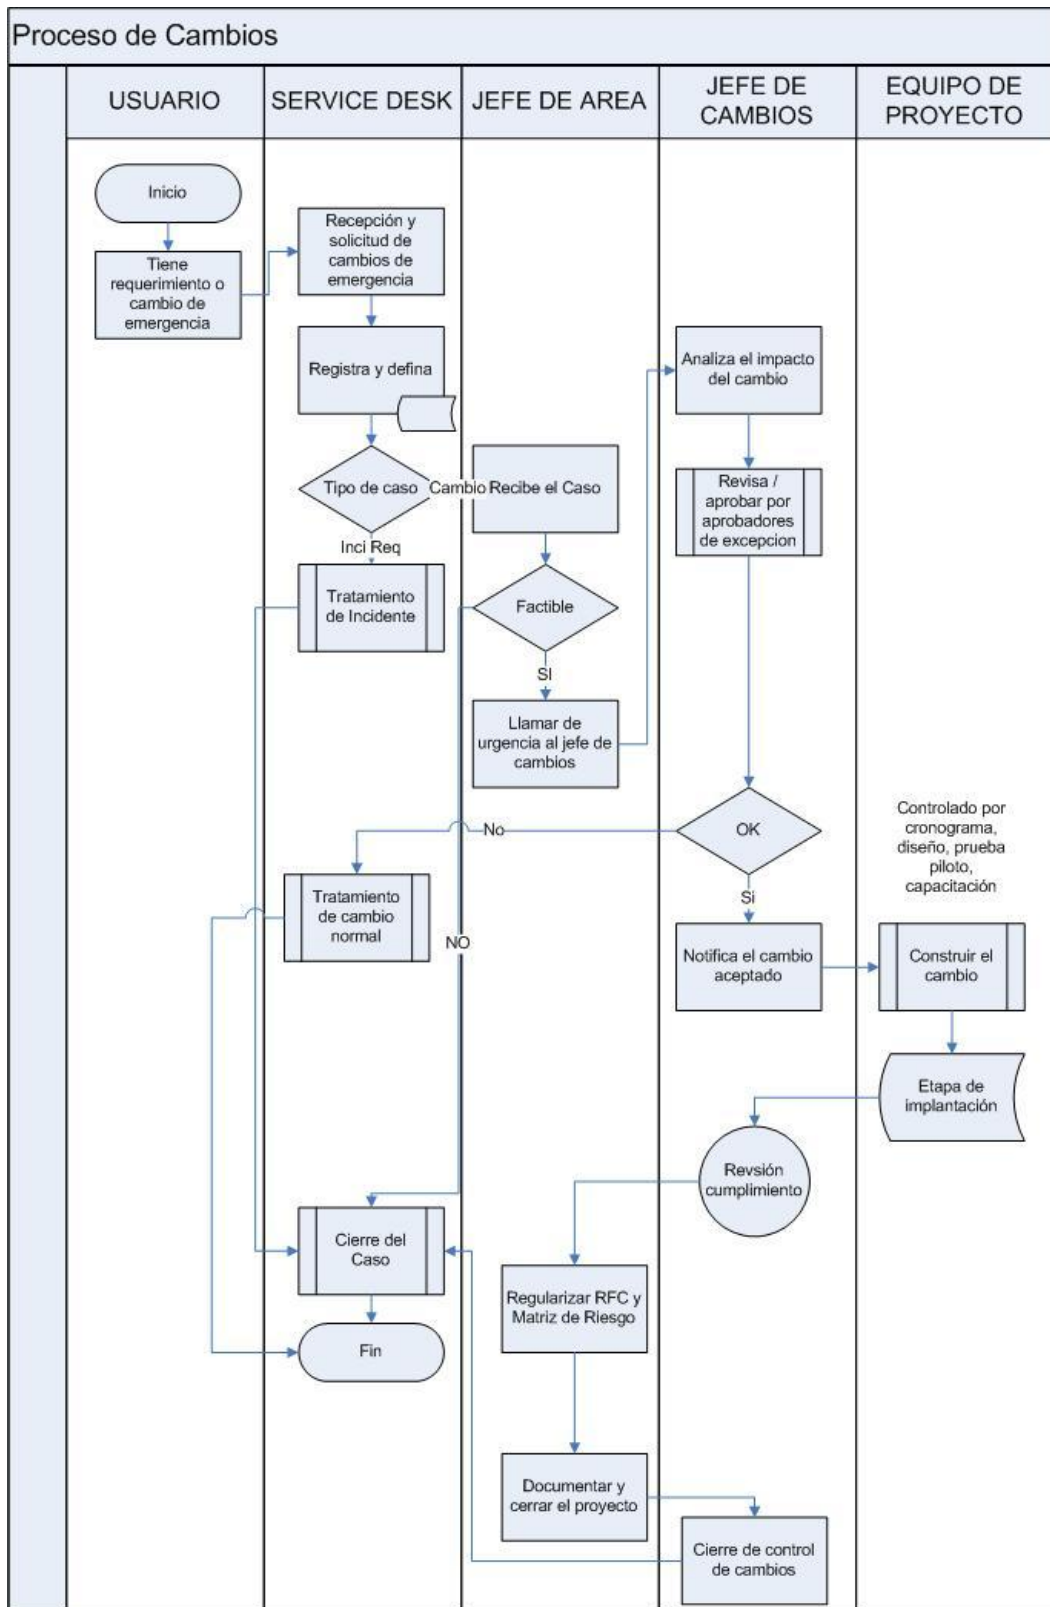 Proceso de Cambios
USUARIO
SERVICE DESK
JEFE DE AREA
JEFE DE
CAMBIOS
EQUIPO DE
PROYECTO
Inicio
Tiene
requerimiento o
cambio de
emergencia
Recepción y
solicitud de
cambios de
emergencia
Registra y defina
Tipo de caso
Cambio
Recibe el Caso
Inci Req
Tratamiento
de Incidente
Factible
SI
Llamar de
urgencia al jefe de
cambios
Analiza el impacto
del cambio
Revisa /
aprobar por
aprobadores
de excepcion
OK
No
Si
Tratamiento
de cambio
normal
NO
Notifica el cambio
aceptado
Controlado por
cronograma,
diseño, prueba
piloto,
capacitación
Construir el
cambio
Etapa de
implantación
Revsión
cumplimiento
Cierre del
Caso
Regularizar RFC y
Matriz de Riesgo
Fin
Documentar y
cerrar el proyecto
Cierre de control
de cambios